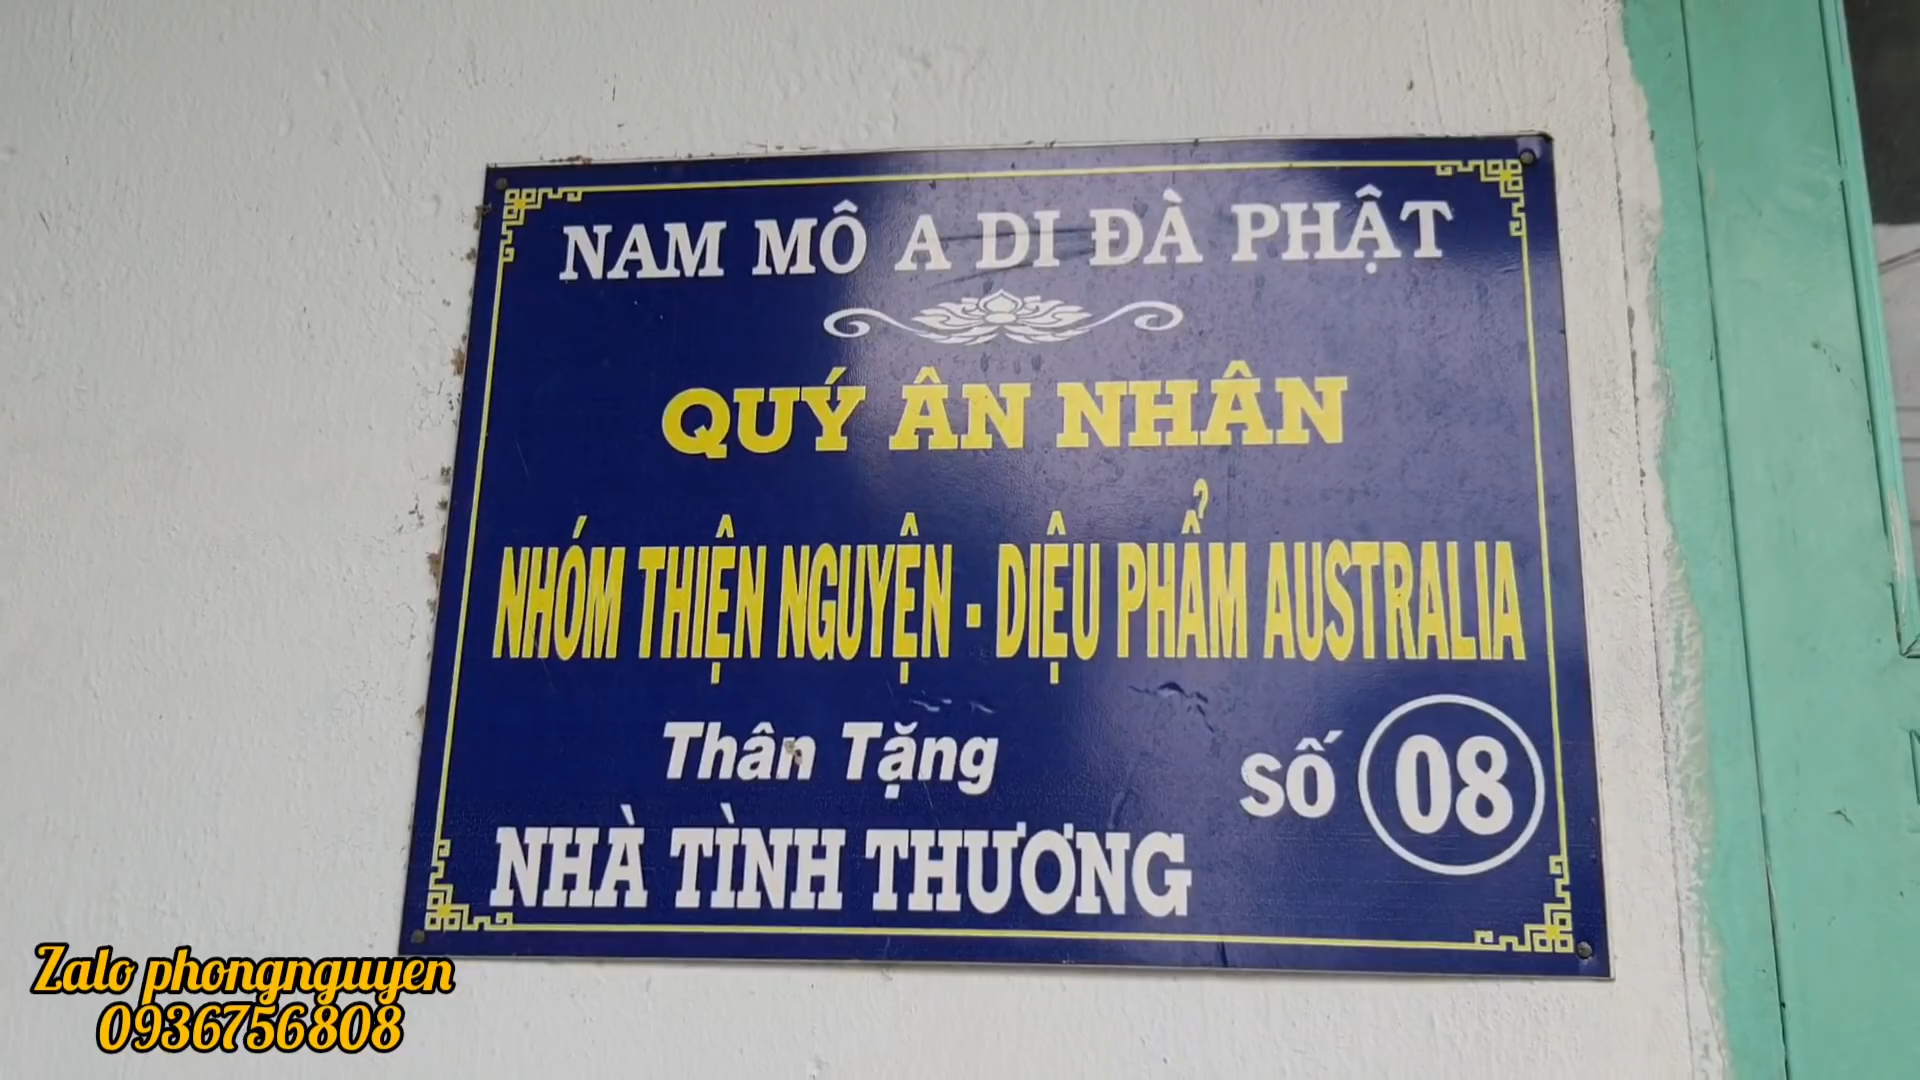 NAM MÔ A DI ĐÀ PHẬT
QUÝ ÂN NHÂN
NHÓM THIỆN NGUYỆN - DIỆU PHẨM AUSTRALIA
Thân Tặng
SỐ 08
NHÀ TÌNH THƯƠNG
Zalo phongnguyen
0936756808